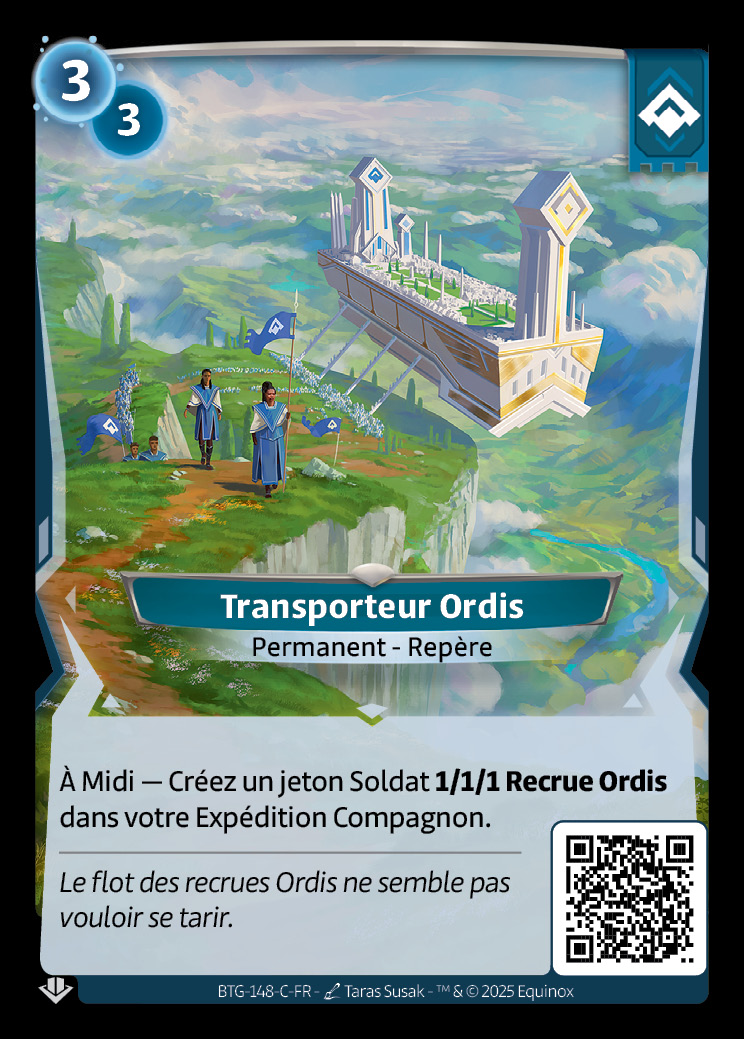 3
3
Transporteur Ordis
Permanent - Repère
À Midi — Créez un jeton Soldat 1/1/1 Recrue Ordis
dans votre Expédition Compagnon.
Le flot des recrues Ordis ne semble pas
vouloir se tarir.
BTG-148-C-FR - Taras Susak - ™ & © 2025 Equinox